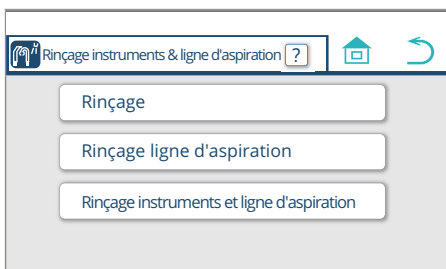 Rinçage instruments & ligne d'aspiration ?
Rinçage
Rinçage ligne d'aspiration
Rinçage instruments et ligne d'aspiration